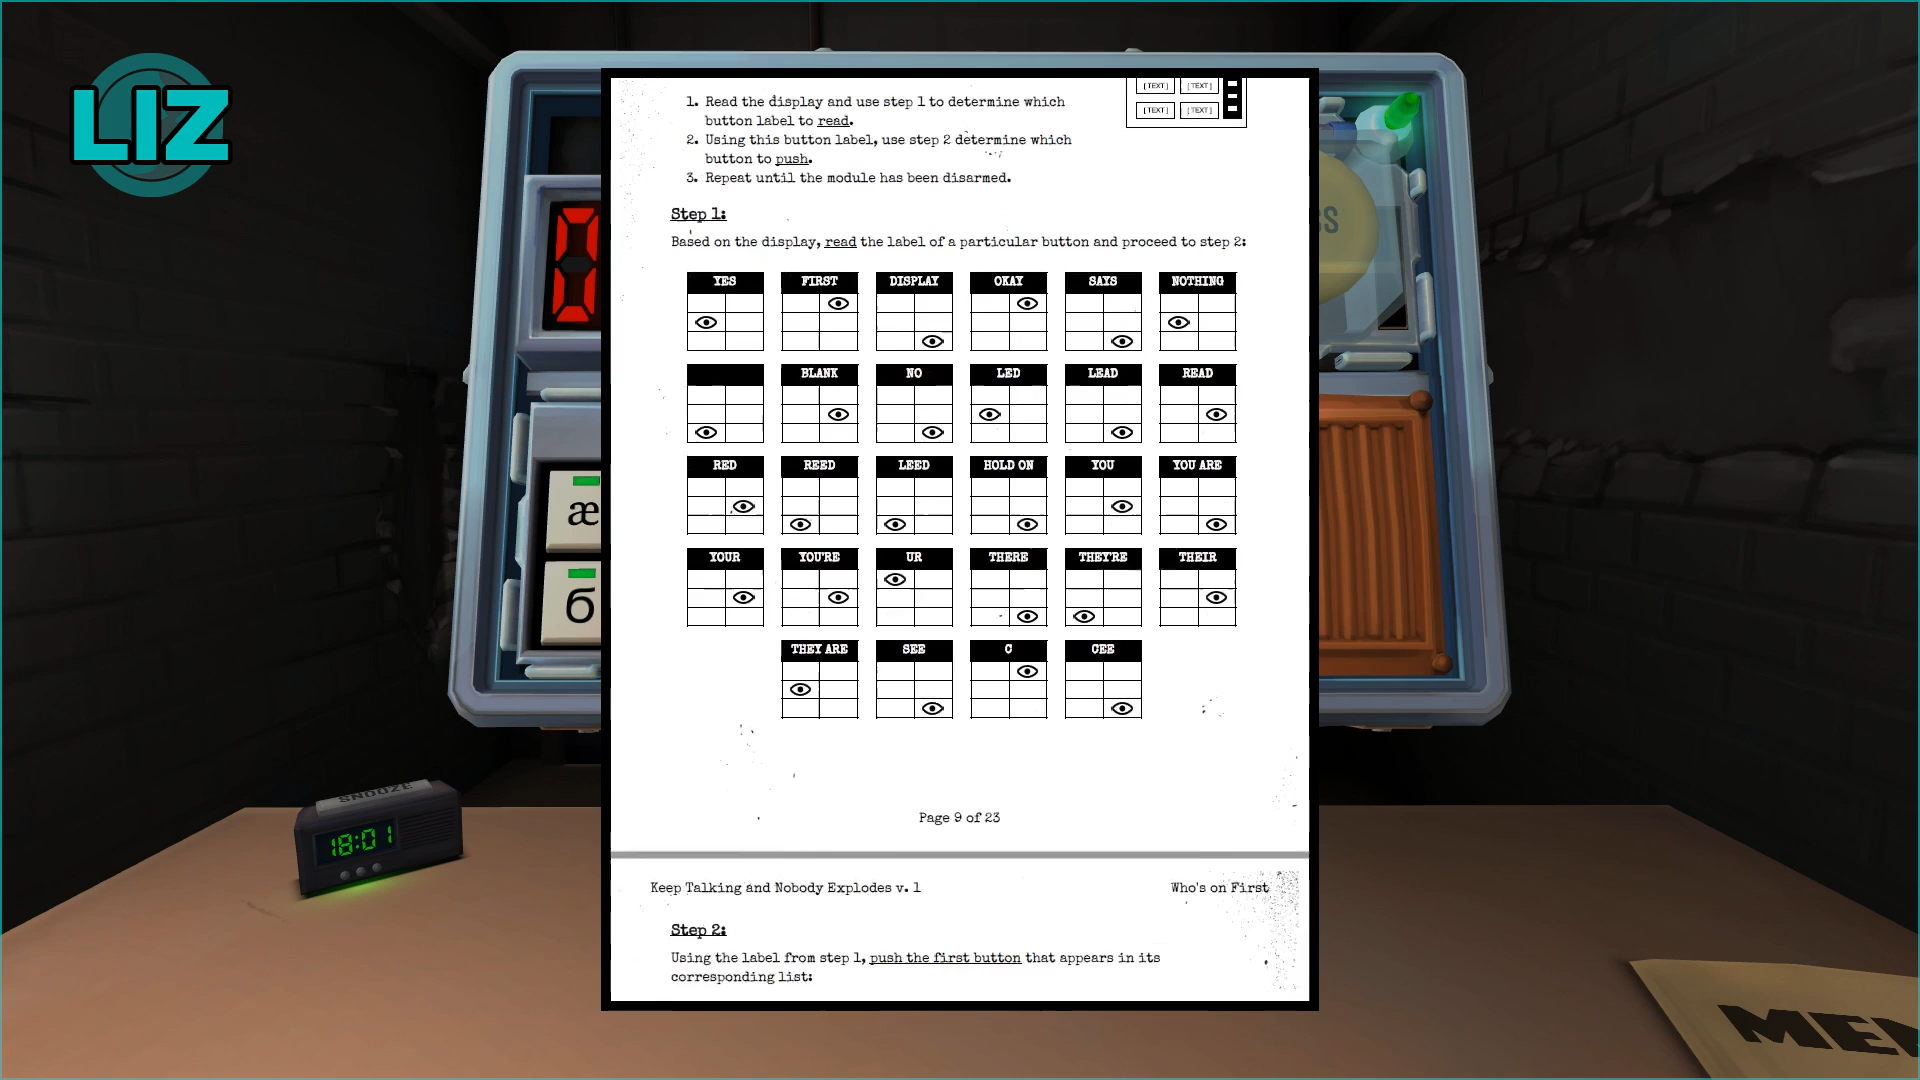 LIZ
[TEXT] [TEXT]
[TEXT] [TEXT]
1. Read the display and use step 1 to determine which
button label to read.
2. Using this button label, use step 2 determine which
button to push.
3. Repeat until the module has been disarmed.
Step 1:
Based on the display, read the label of a particular button and proceed to step 2:
YES FIRST DISPLAY OKAY SAYS NOTHING
BLANK NO LED LEAD READ
RED REED LEED HOLD ON YOU YOU ARE
YOUR YOU'RE UR THERE THEY'RE THEIR
THEY ARE SEE C CEE
Page 9 of 23
Keep Talking and Nobody Explodes v. 1 Who's on First
Step 2:
Using the label from step 1, push the first button that appears in its
corresponding list:
æ
б
SNOOZE
18:01